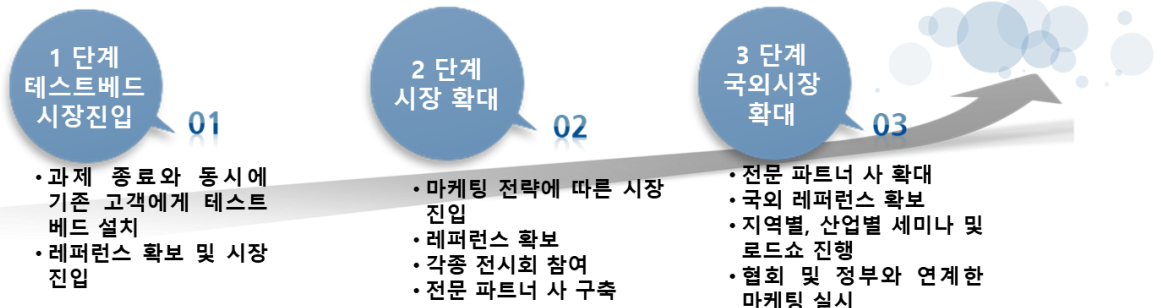 1 단계
테스트베드
시장진입
01
• 과제 종료와 동시에
기존 고객에게 테스트
베드 설치
• 레퍼런스 확보 및 시장
진입
2 단계
시장 확대
02
• 마케팅 전략에 따른 시장
진입
• 레퍼런스 확보
• 각종 전시회 참여
• 전문 파트너 사 구축
3 단계
국외시장
확대
03
• 전문 파트너 사 확대
• 국외 레퍼런스 확보
• 지역별, 산업별 세미나 및
로드쇼 진행
• 협회 및 정부와 연계한
마케팅 실시